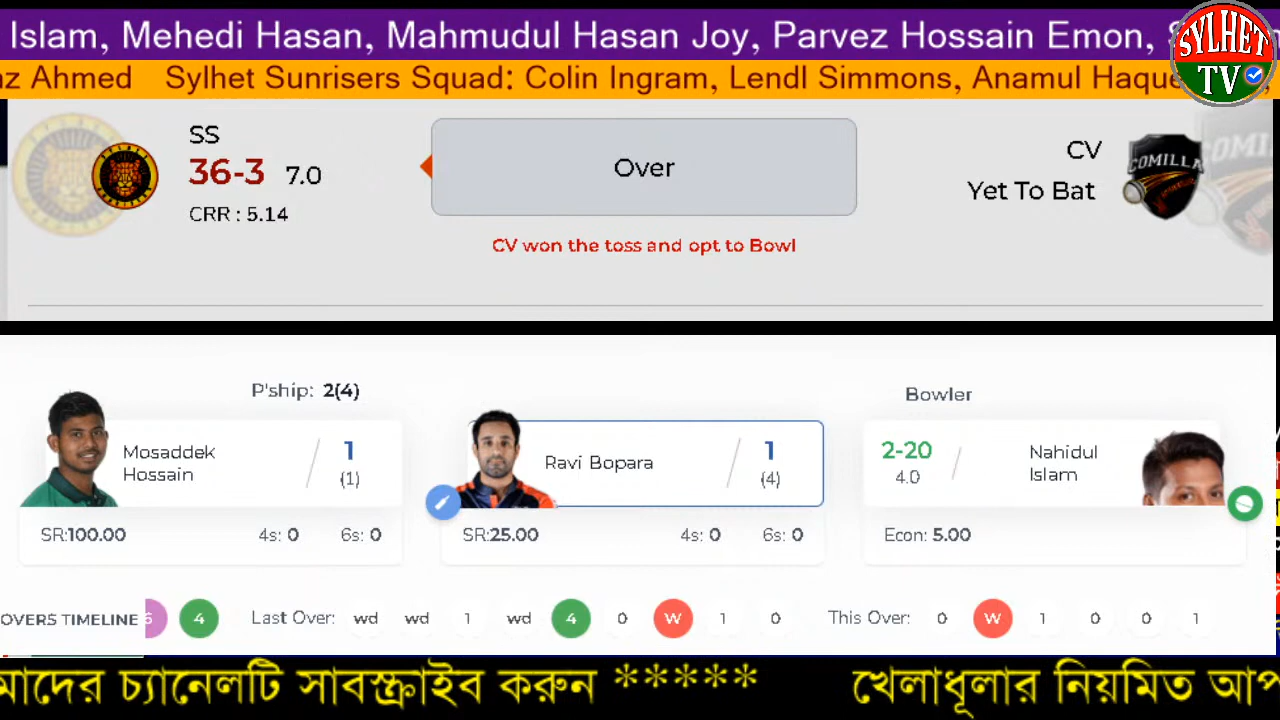 Islam, Mehedi Hasan, Mahmudul Hasan Joy, Parvez Hossain Emon,
SYLHET
TV
Ahmed Sylhet Sunrisers Squad: Colin Ingram, Lendl Simmons, Anamul Haque
SS
36-3 7.0
CRR : 5.14
Over
CV won the toss and opt to Bowl
CV
Yet To Bat
COMILLA
P'ship: 2(4)
Mosaddek
Hossain
1
(1)
SR:100.00 4s: 0 6s: 0
Ravi Bopara
1
(4)
SR:25.00 4s: 0 6s: 0
Bowler
2-20
4.0
Nahidul
Islam
Econ: 5.00
OVERS TIMELINE 6 4 Last Over: wd wd 1 wd 4 0 W 1 0 This Over: 0 W 1 0 0 1
চ্যানেলটি সাবস্ক্রাইব করুন ***** খেলাধূলার নিয়মিত